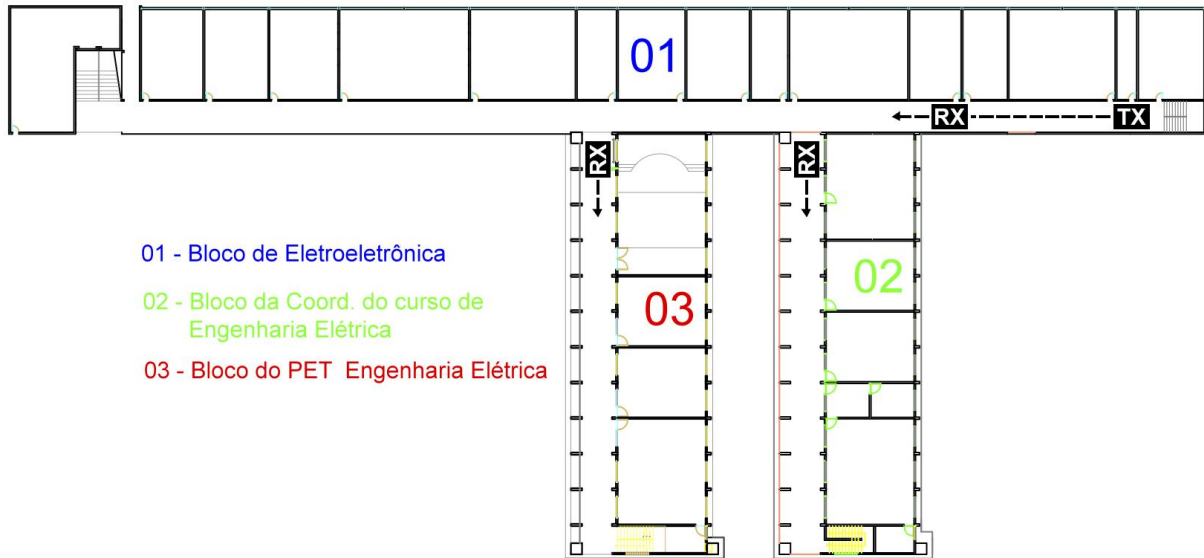 01
RX
TX
RX
RX
01 - Bloco de Eletroeletrônica
02
02 - Bloco da Coord. do curso de
Engenharia Elétrica
03
03 - Bloco do PET Engenharia Elétrica